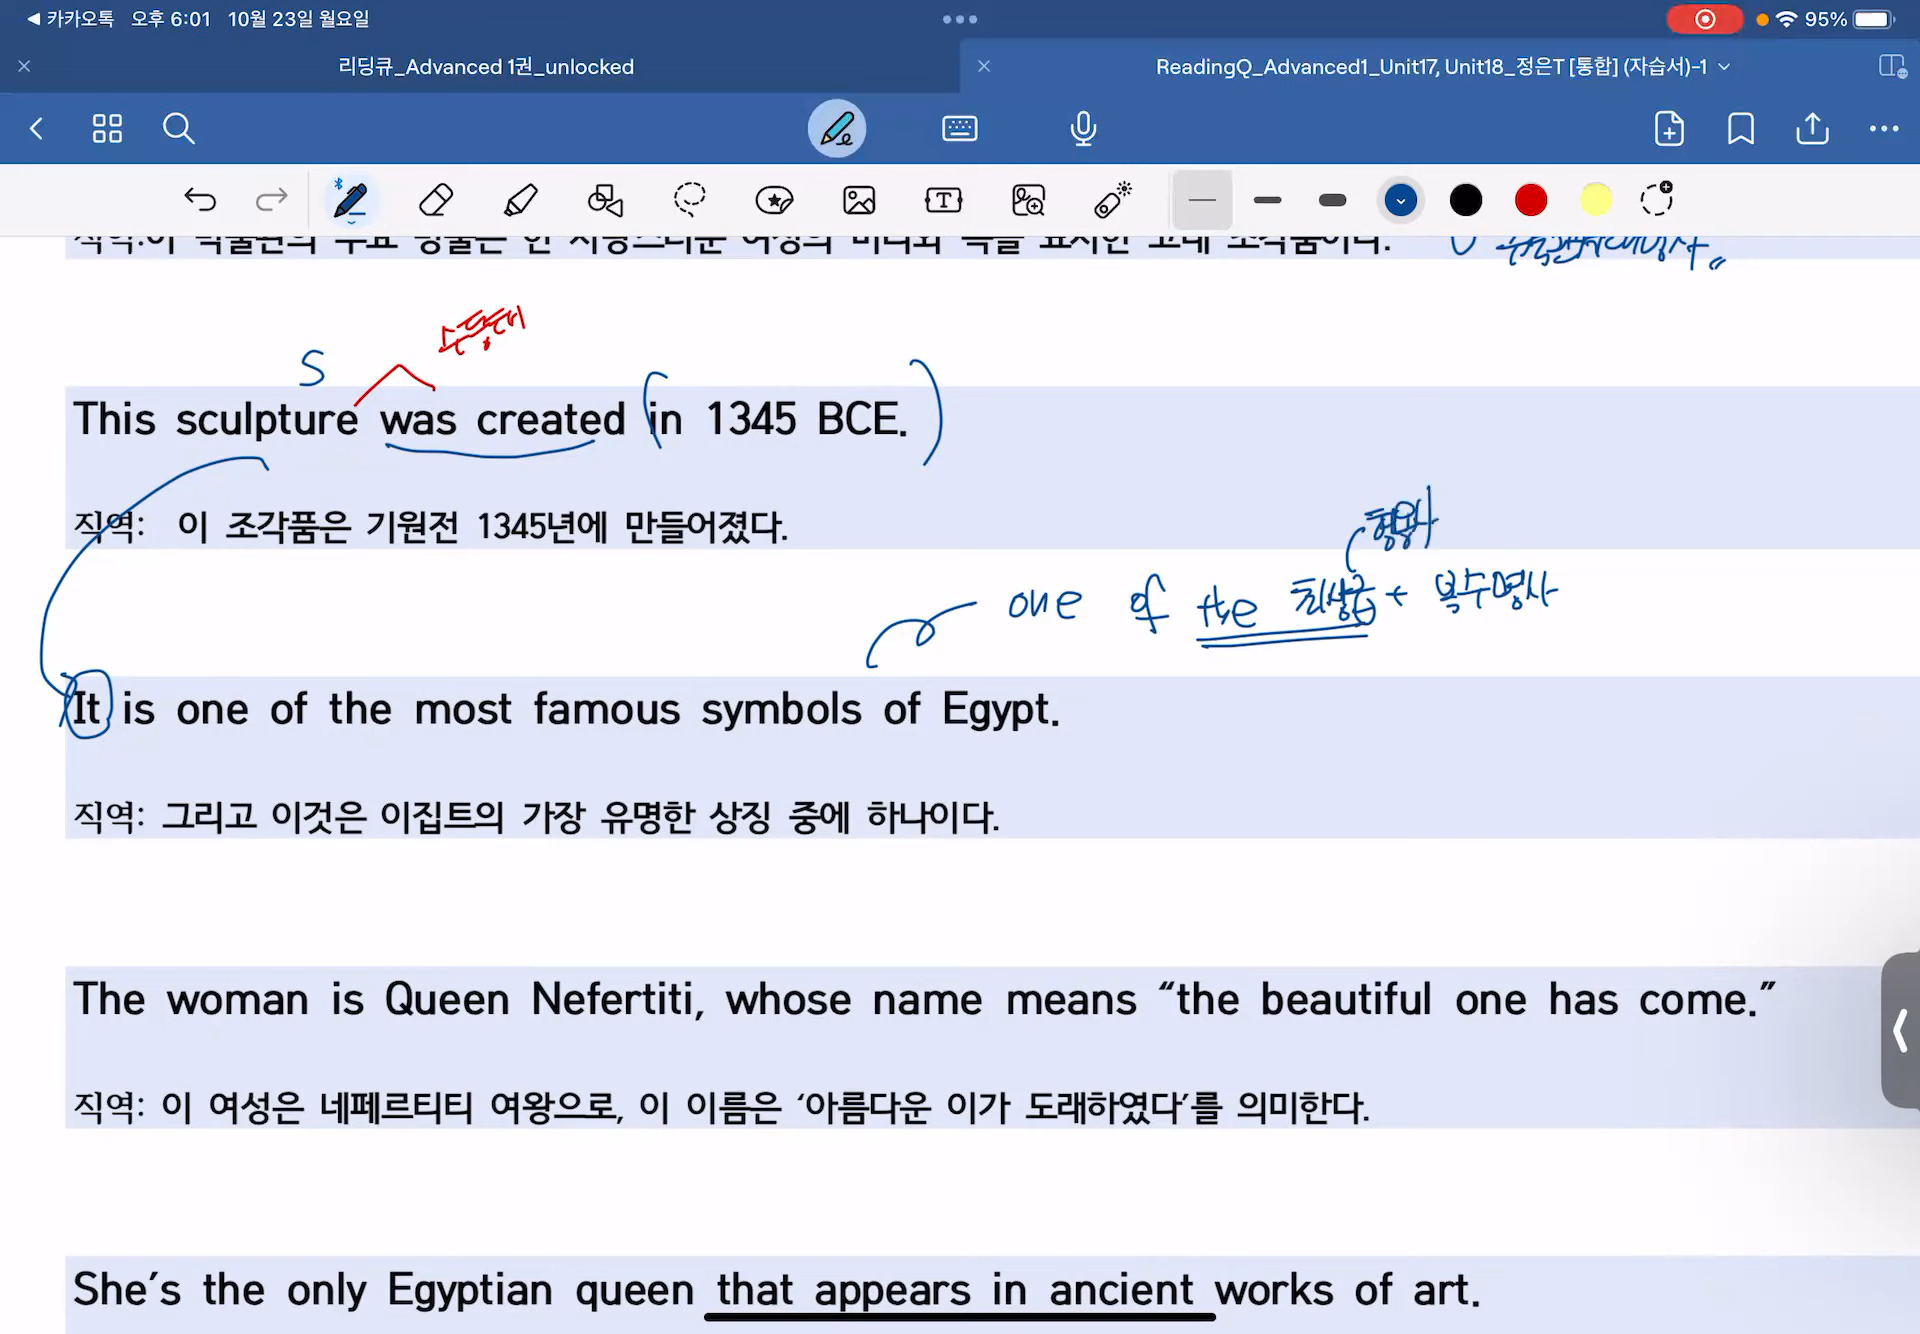 카카오톡 오후 6:01 10월 23일 월요일 95%
리딩큐_Advanced 1권_unlocked
ReadingQ_Advanced1_Unit17, Unit18_정은T [통합] (자습서)-1
수동태
S
This sculpture was created in 1345 BCE.
직역: 이 조각품은 기원전 1345년에 만들어졌다.
형용사
one of the 최상급 + 복수명사
It is one of the most famous symbols of Egypt.
직역: 그리고 이것은 이집트의 가장 유명한 상징 중에 하나이다.
The woman is Queen Nefertiti, whose name means “the beautiful one has come.”
직역: 이 여성은 네페르티티 여왕으로, 이 이름은 ‘아름다운 이가 도래하였다’를 의미한다.
She’s the only Egyptian queen that appears in ancient works of art.